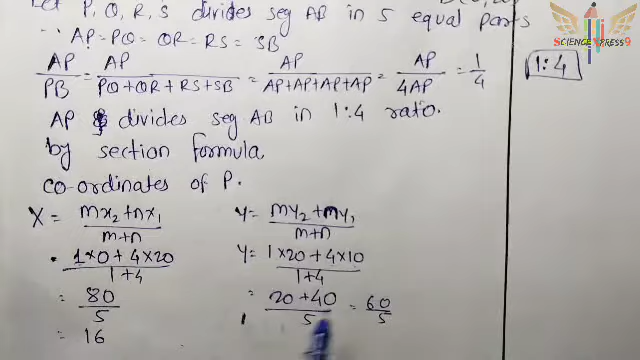 Let P, Q, R, S divides seg AB in 5 equal parts
∴ AP = PQ = QR = RS = SB
AP/PB = AP/PQ+QR+RS+SB = AP/AP+AP+AP+AP = AP/4AP = 1/4
1:4
AP divides seg AB in 1:4 ratio.
by section formula
co-ordinates of P.
X = mx₂+nx₁/m+n
y = my₂+ny₁/m+n
1×0+4×20/1+4
y = 1×20+4×10/1+4
= 80/5
= 20+40/5 = 60/5
= 16
SCIENCE XPRESS9